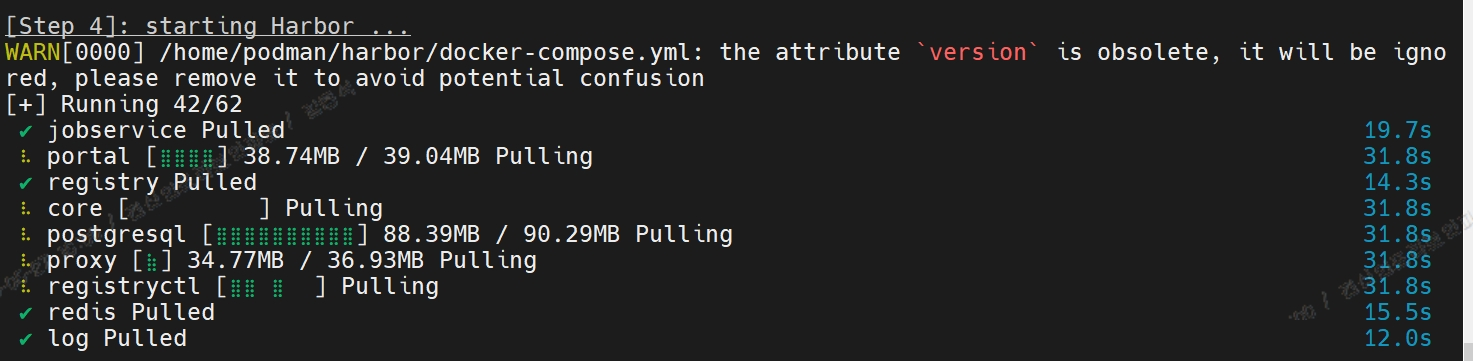 [Step 4]: starting Harbor ...
WARN[0000] /home/podman/harbor/docker-compose.yml: the attribute `version` is obsolete, it will be igno
red, please remove it to avoid potential confusion
[+] Running 42/62
✔ jobservice Pulled 19.7s
⠧ portal [⣿⣿⣿⣿] 38.74MB / 39.04MB Pulling 31.8s
✔ registry Pulled 14.3s
⠧ core [ ] Pulling 31.8s
⠧ postgresql [⣿⣿⣿⣿⣿⣿⣿⣿⣿⣿] 88.39MB / 90.29MB Pulling 31.8s
⠧ proxy [⣷] 34.77MB / 36.93MB Pulling 31.8s
⠧ registryctl [⣿⣿ ⣿  ] Pulling 31.8s
✔ redis Pulled 15.5s
✔ log Pulled 12.0s